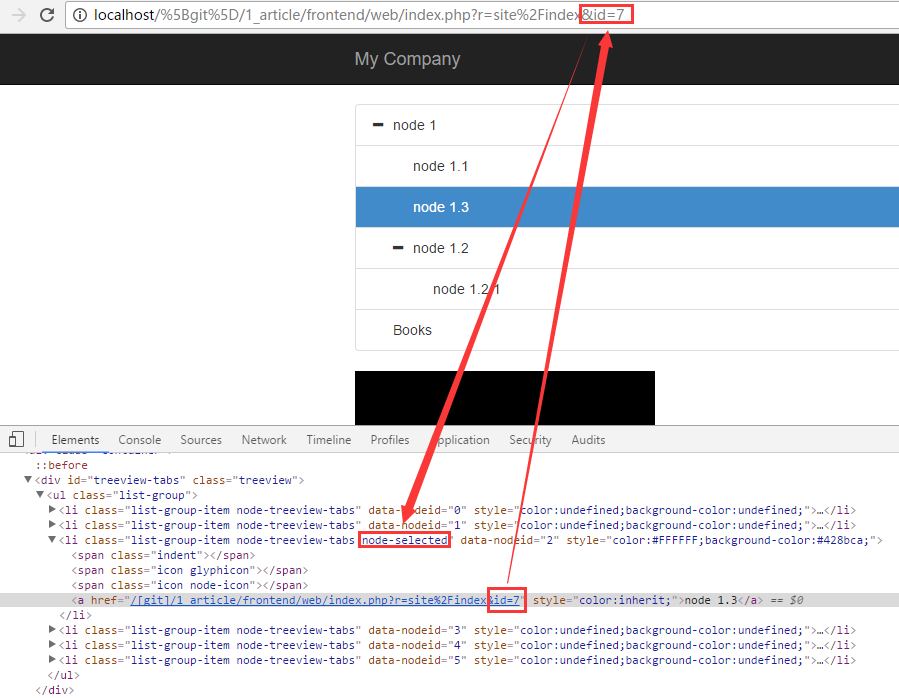 localhost/%5Bgit%5D/1_article/frontend/web/index.php?r=site%2Findex&id=7
My Company
node 1
node 1.1
node 1.3
node 1.2
node 1.2.1
Books
Elements Console Sources Network Timeline Profiles Application Security Audits
::before
▼<div id="treeview-tabs" class="treeview">
▼<ul class="list-group">
▶<li class="list-group-item node-treeview-tabs" data-nodeid="0" style="color:undefined;background-color:undefined;">…</li>
▶<li class="list-group-item node-treeview-tabs" data-nodeid="1" style="color:undefined;background-color:undefined;">…</li>
▼<li class="list-group-item node-treeview-tabs node-selected" data-nodeid="2" style="color:#FFFFFF;background-color:#428bca;">
<span class="indent"></span>
<span class="icon glyphicon"></span>
<span class="icon node-icon"></span>
<a href="/[git]/1_article/frontend/web/index.php?r=site%2Findex&id=7" style="color:inherit;">node 1.3</a> == $0
</li>
▶<li class="list-group-item node-treeview-tabs" data-nodeid="3" style="color:undefined;background-color:undefined;">…</li>
▶<li class="list-group-item node-treeview-tabs" data-nodeid="4" style="color:undefined;background-color:undefined;">…</li>
▶<li class="list-group-item node-treeview-tabs" data-nodeid="5" style="color:undefined;background-color:undefined;">…</li>
</ul>
</div>